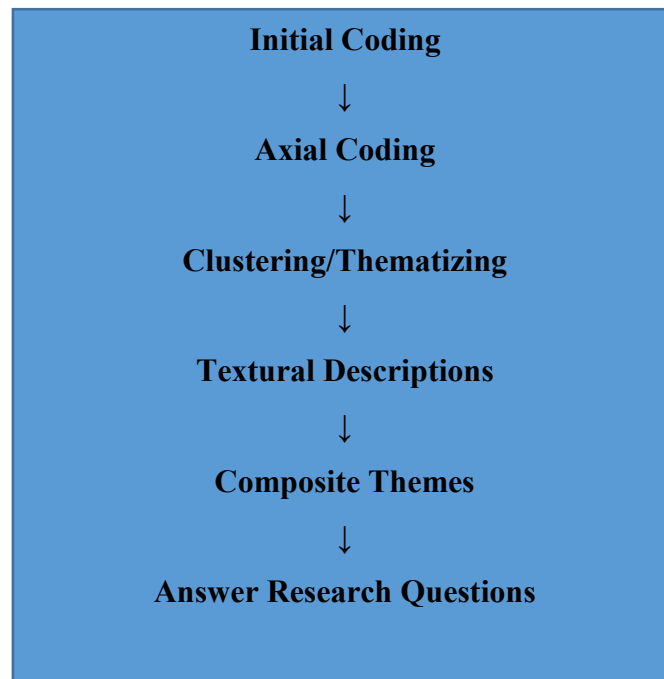 Initial Coding
↓
Axial Coding
↓
Clustering/Thematizing
↓
Textural Descriptions
↓
Composite Themes
↓
Answer Research Questions